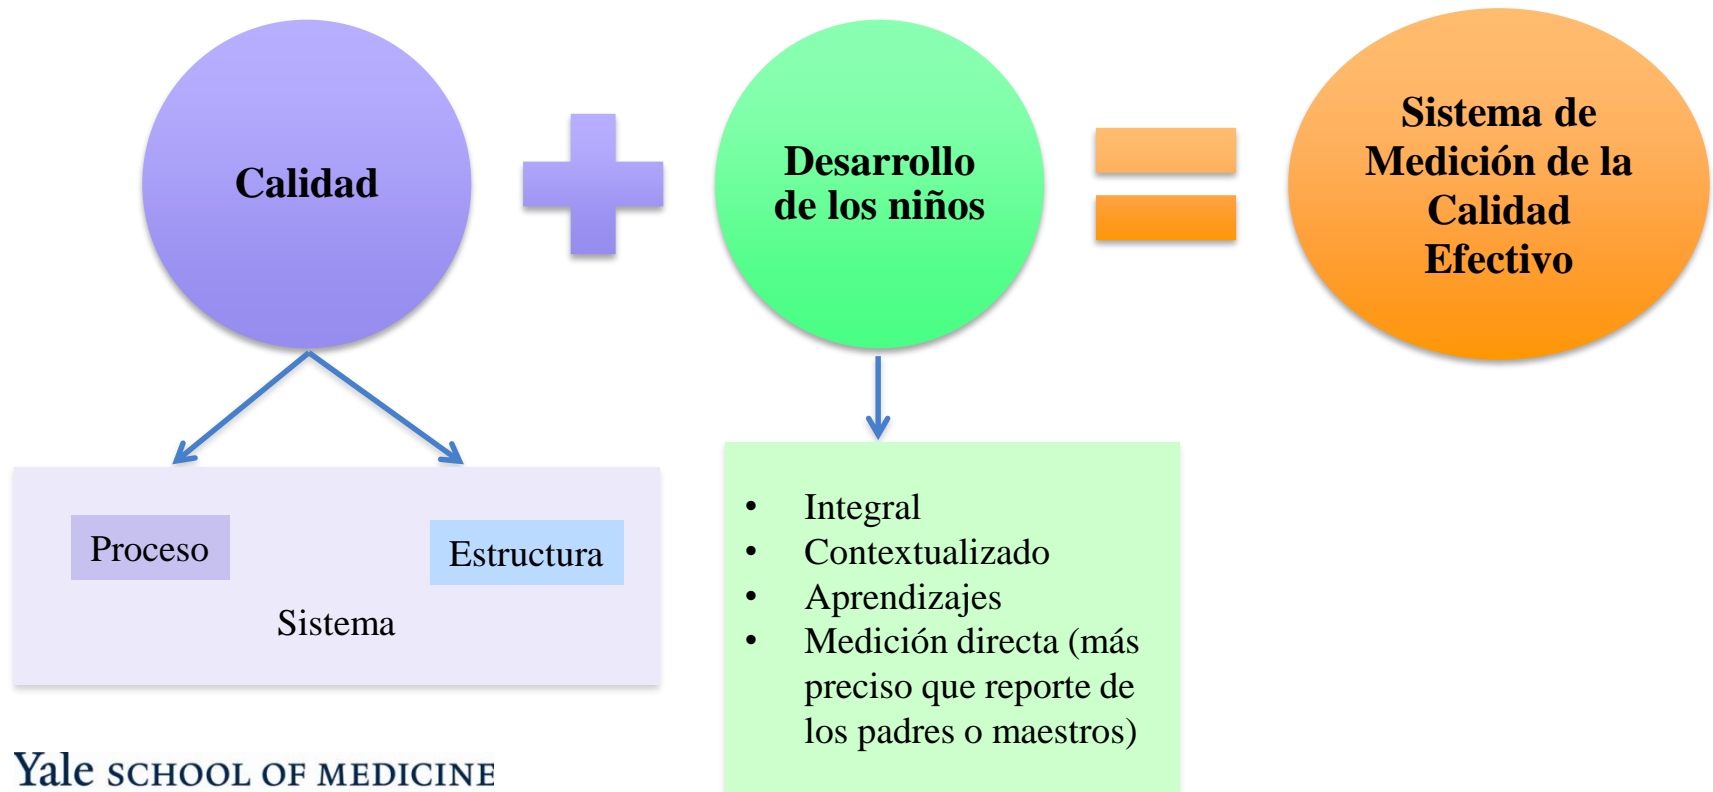 Calidad
Desarrollo
de los niños
Sistema de
Medición de la
Calidad
Efectivo
Proceso
Estructura
Sistema
• Integral
• Contextualizado
• Aprendizajes
• Medición directa (más
preciso que reporte de
los padres o maestros)
Yale SCHOOL OF MEDICINE